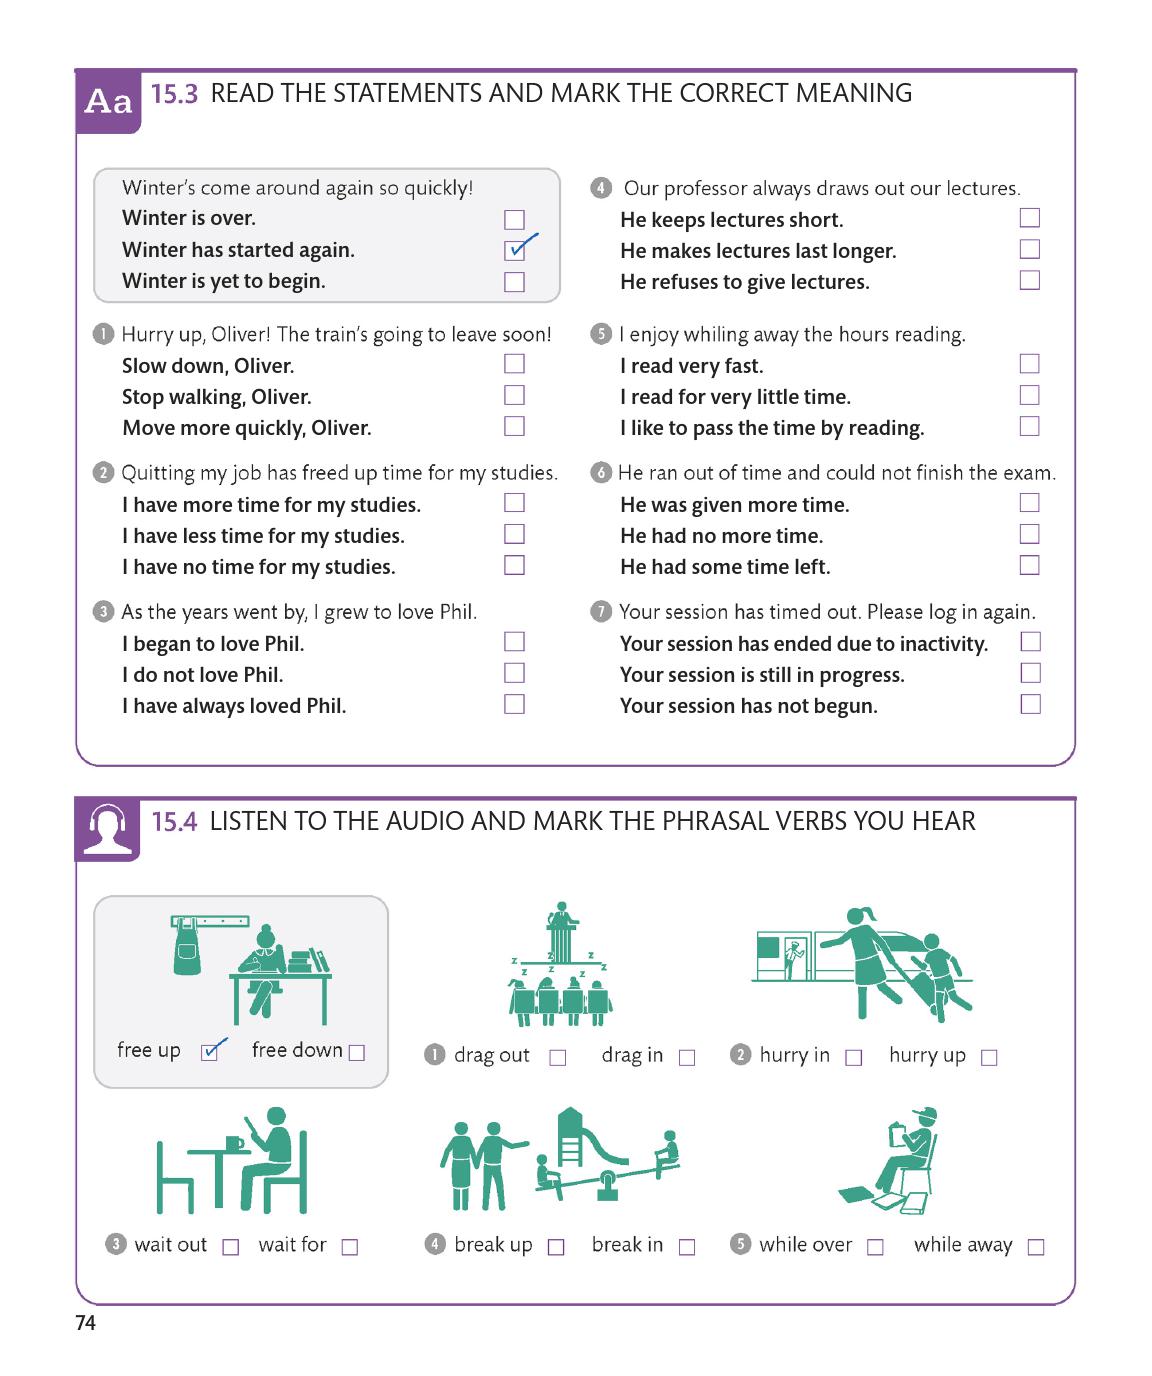 Aa 15.3 READ THE STATEMENTS AND MARK THE CORRECT MEANING
Winter's come around again so quickly!
Winter is over.
Winter has started again.
Winter is yet to begin.
1 Hurry up, Oliver! The train's going to leave soon!
Slow down, Oliver.
Stop walking, Oliver.
Move more quickly, Oliver.
2 Quitting my job has freed up time for my studies.
I have more time for my studies.
I have less time for my studies.
I have no time for my studies.
3 As the years went by, I grew to love Phil.
I began to love Phil.
I do not love Phil.
I have always loved Phil.
4 Our professor always draws out our lectures.
He keeps lectures short.
He makes lectures last longer.
He refuses to give lectures.
5 I enjoy whiling away the hours reading.
I read very fast.
I read for very little time.
I like to pass the time by reading.
6 He ran out of time and could not finish the exam.
He was given more time.
He had no more time.
He had some time left.
7 Your session has timed out. Please log in again.
Your session has ended due to inactivity.
Your session is still in progress.
Your session has not begun.
15.4 LISTEN TO THE AUDIO AND MARK THE PHRASAL VERBS YOU HEAR
z z z z
z z z
free up free down
1 drag out drag in
2 hurry in hurry up
3 wait out wait for
4 break up break in
5 while over while away
74